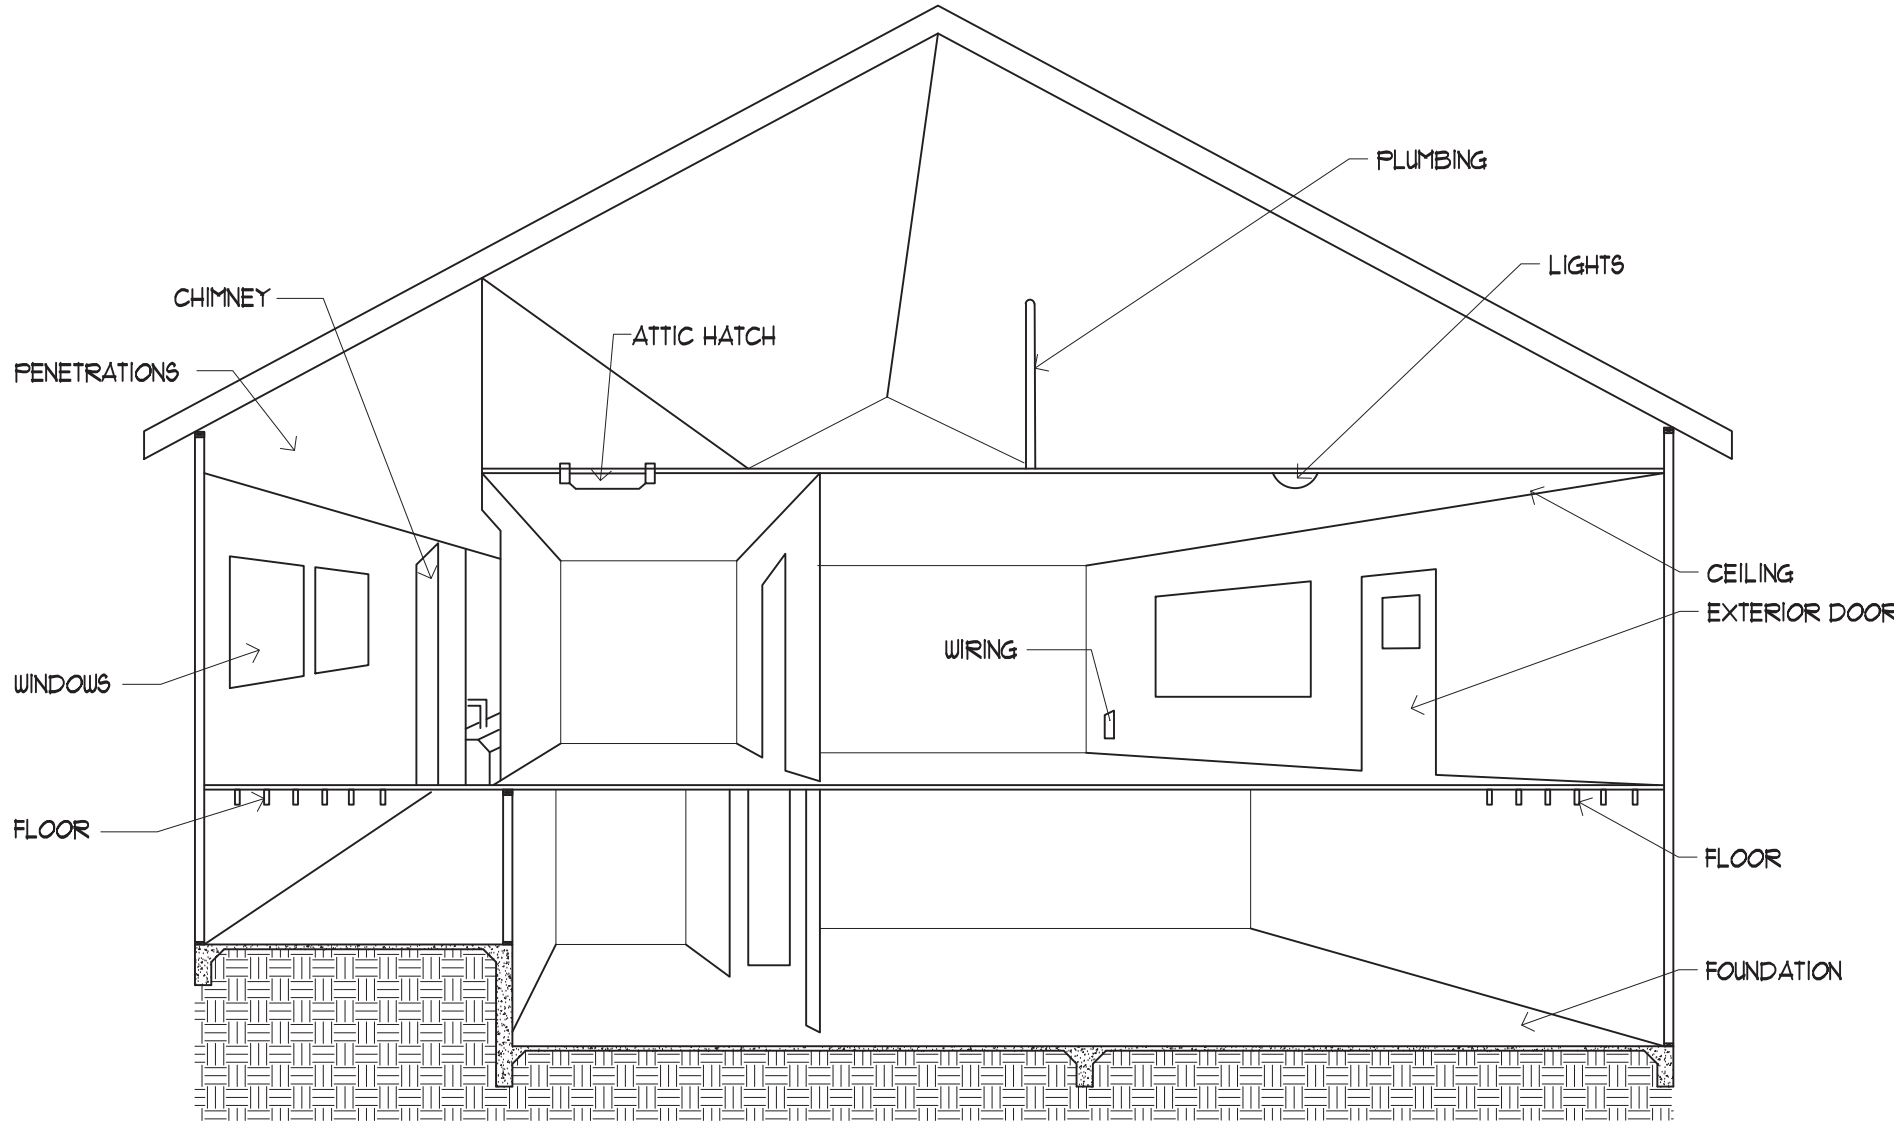 PLUMBING
LIGHTS
CHIMNEY
ATTIC HATCH
PENETRATIONS
CEILING
EXTERIOR DOOR
WIRING
WINDOWS
FLOOR
FLOOR
FOUNDATION